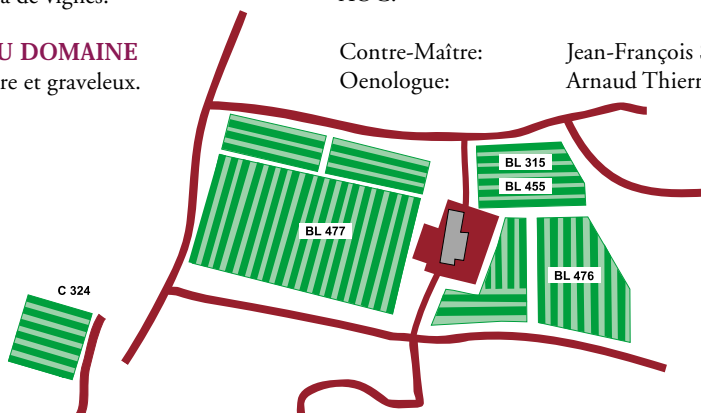 de vignes.
U DOMAINE
re et graveleux.
Contre-Maître:
Jean-François
Oenologue:
Arnaud Thierr
BL 315
BL 455
BL 477
BL 476
C 324